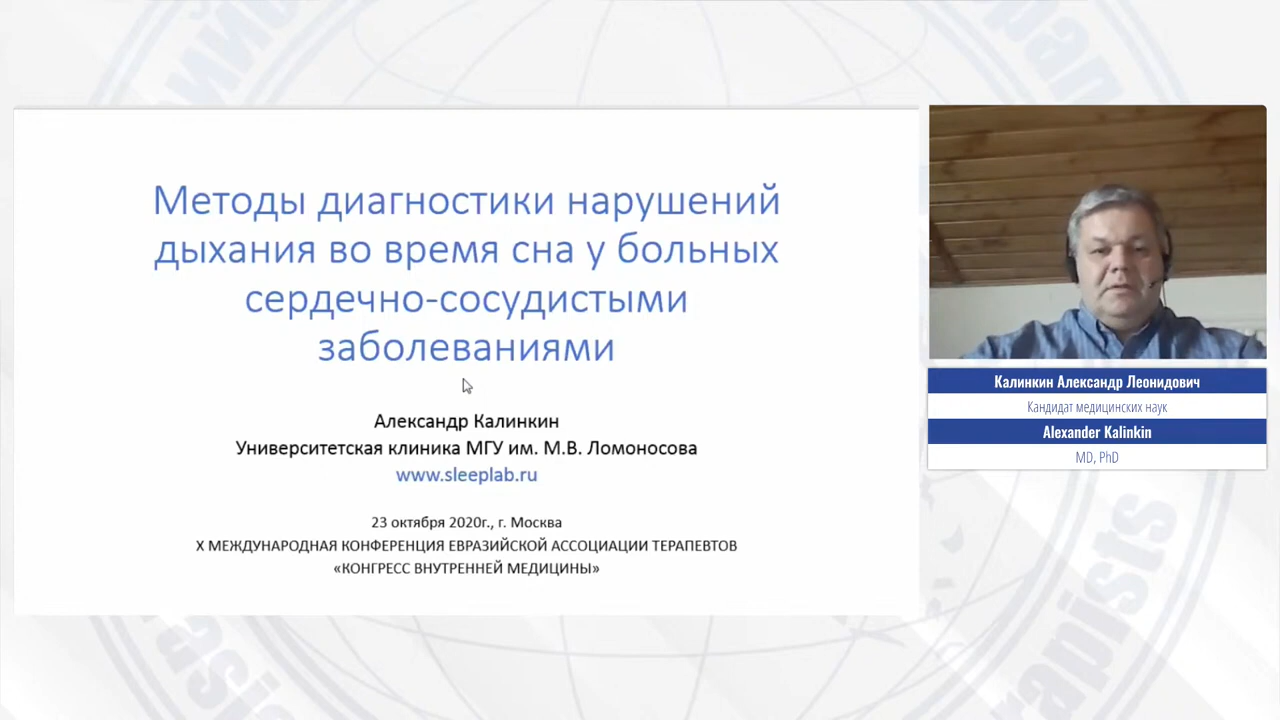 Методы диагностики нарушений
дыхания во время сна у больных
сердечно-сосудистыми
заболеваниями
Александр Калинкин
Университетская клиника МГУ им. М.В. Ломоносова
www.sleeplab.ru
23 октября 2020г., г. Москва
X МЕЖДУНАРОДНАЯ КОНФЕРЕНЦИЯ ЕВРАЗИЙСКОЙ АССОЦИАЦИИ ТЕРАПЕВТОВ
«КОНГРЕСС ВНУТРЕННЕЙ МЕДИЦИНЫ»
Калинкин Александр Леонидович
Кандидат медицинских наук
Alexander Kalinkin
MD, PhD